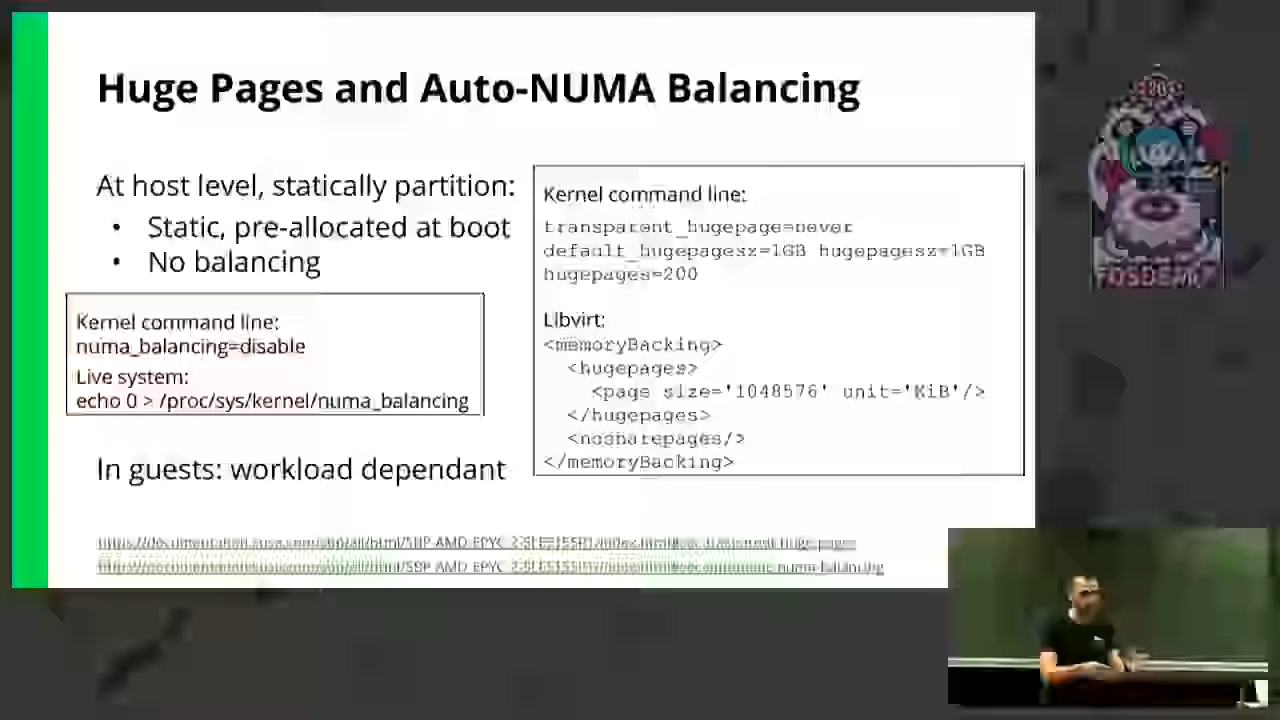 Huge Pages and Auto-NUMA Balancing
At host level, statically partition:
• Static, pre-allocated at boot
• No balancing
Kernel command line:
numa_balancing=disable
Live system:
echo 0 > /proc/sys/kernel/numa_balancing
In guests: workload dependant
Kernel command line:
transparent_hugepage=never
default_hugepagesz=1GB hugepagesz=1GB
hugepages=200
Libvirt:
<memoryBacking>
<hugepages>
<page size='1048576' unit='KiB'/>
</hugepages>
<nosharepages/>
</memoryBacking>
FOSDEM